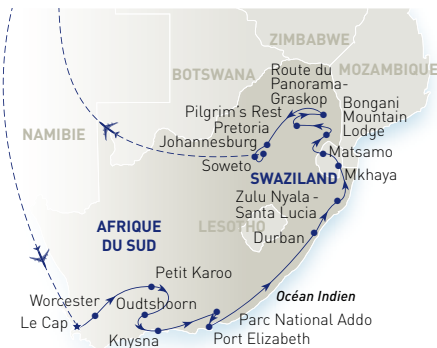 ZIMBABWE
BOTSWANA
MOZAMBIQUE
Route du
Panorama-
Graskop
Bongani
Mountain
Lodge
Pilgrim's Rest
Pretoria
Johannesburg
Soweto
NAMIBIE
Matsamo
SWAZILAND
Mkhaya
Zulu Nyala -
Santa Lucia
LESOTHO
AFRIQUE
DU SUD
Durban
Petit Karoo
Worcester
Oudtshoorn
Océan Indien
Le Cap
Knysna
Parc National Addo
Port Elizabeth